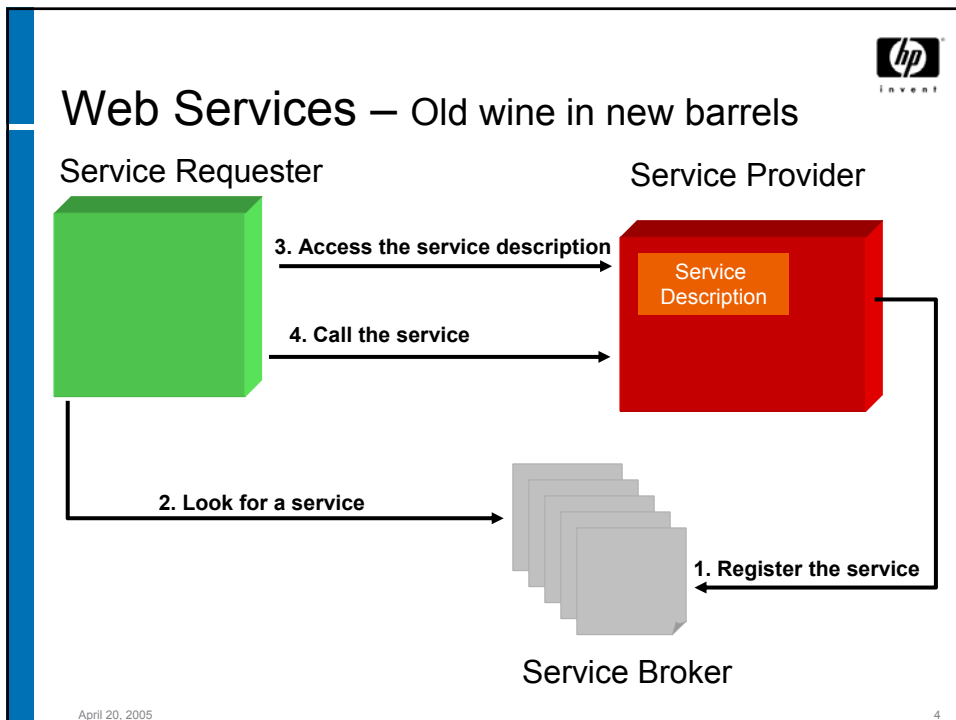 hp
invent
Web Services – Old wine in new barrels
Service Requester
Service Provider
3. Access the service description
Service
Description
4. Call the service
2. Look for a service
1. Register the service
Service Broker
April 20, 2005
4